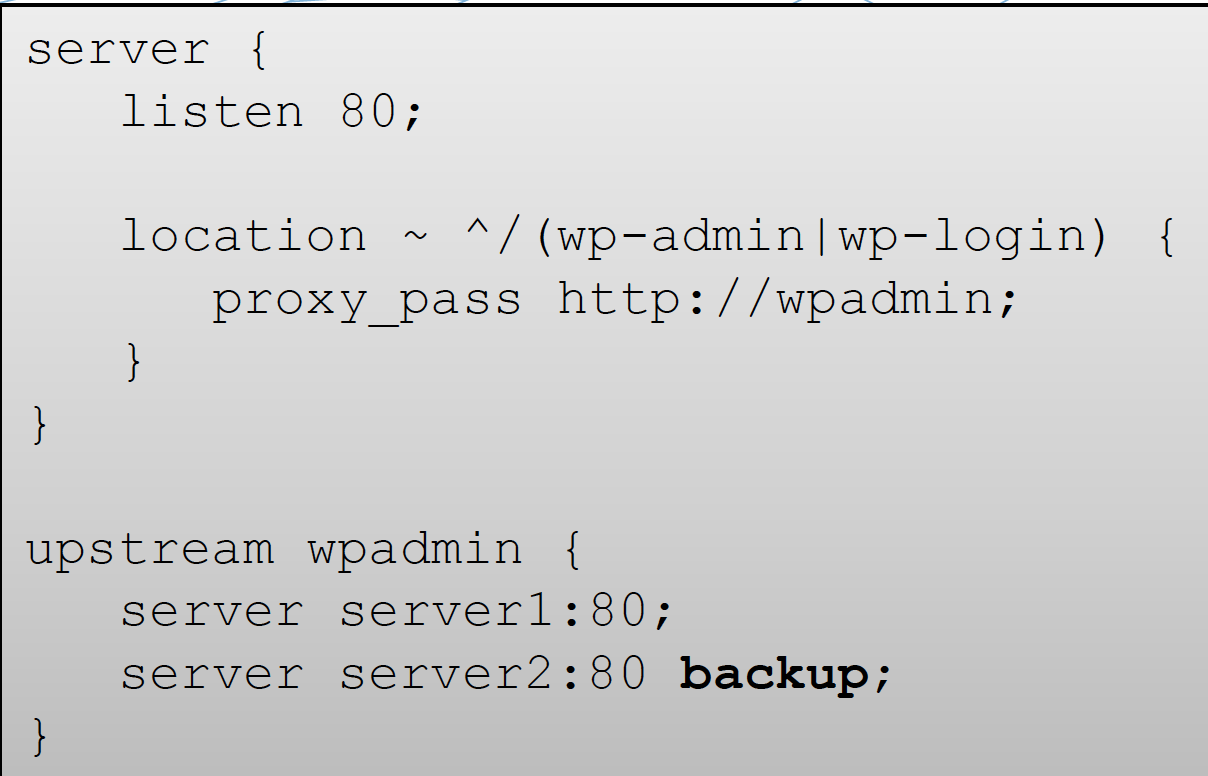 server {
listen 80;
location ~ ^/(wp-admin|wp-login) {
proxy_pass http://wpadmin;
}
}
upstream wpadmin {
server server1:80;
server server2:80 backup;
}